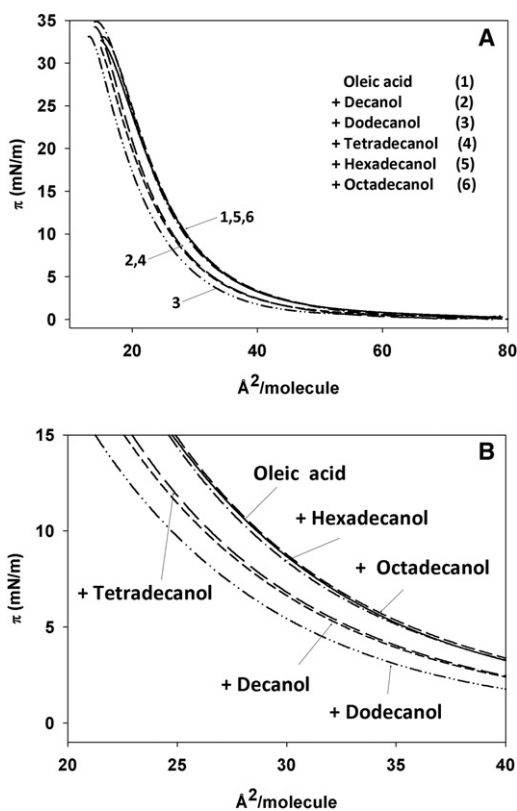 A
35
30
25
20
15
10
5
0
π (mN/m)
Oleic acid (1)
+ Decanol (2)
+ Dodecanol (3)
+ Tetradecanol (4)
+ Hexadecanol (5)
+ Octadecanol (6)
1,5,6
2,4
3
20 40 60 80
Å²/molecule
B
15
10
5
0
π (mN/m)
Oleic acid
+ Hexadecanol
+ Octadecanol
+ Tetradecanol
+ Decanol
+ Dodecanol
20 25 30 35 40
Å²/molecule